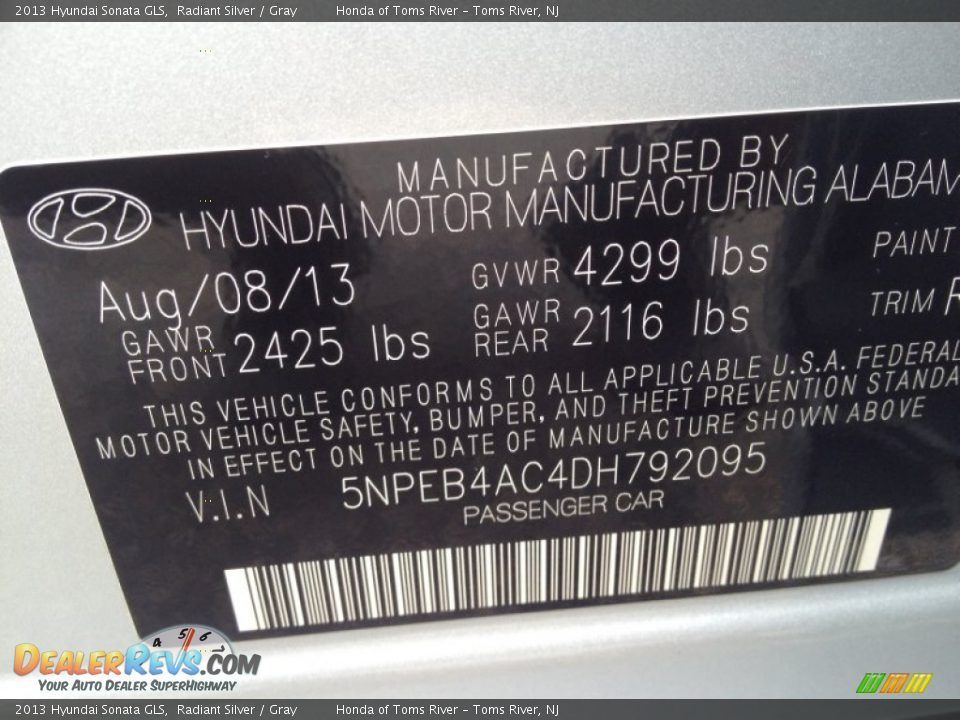 2013 Hyundai Sonata GLS, Radiant Silver / Gray Honda of Toms River - Toms River, NJ
MANUFACTURED BY
HYUNDAI MOTOR MANUFACTURING ALABAM
Aug/08/13 GVWR 4299 lbs PAINT
GAWR FRONT 2425 lbs GAWR REAR 2116 lbs TRIM
THIS VEHICLE CONFORMS TO ALL APPLICABLE U.S.A. FEDERAL
MOTOR VEHICLE SAFETY, BUMPER, AND THEFT PREVENTION STANDA
IN EFFECT ON THE DATE OF MANUFACTURE SHOWN ABOVE
V.I.N 5NPEB4AC4DH792095
PASSENGER CAR
4 5 6
DEALERREVS.COM
YOUR AUTO DEALER SUPERHIGHWAY
2013 Hyundai Sonata GLS, Radiant Silver / Gray Honda of Toms River - Toms River, NJ